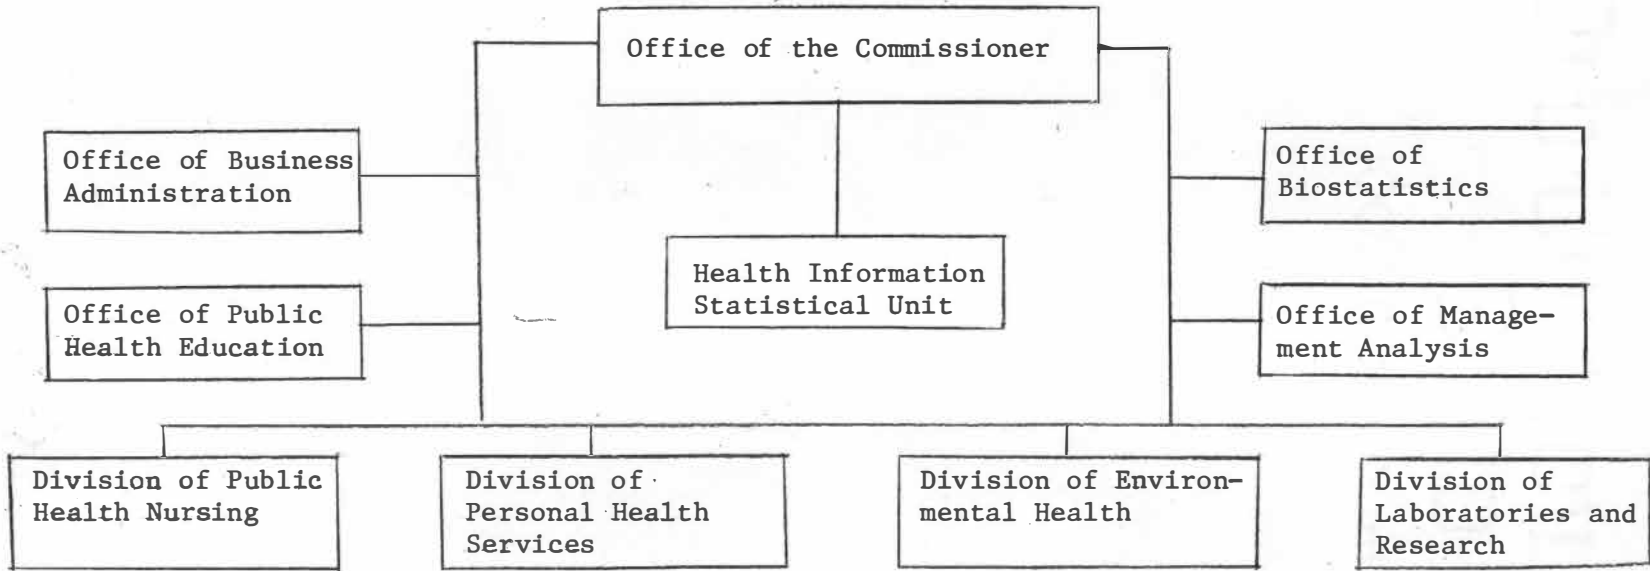 Office of the Commissioner
Office of Business
Administration
Office of
Biostatistics
Health Information
Statistical Unit
Office of Public
Health Education
Office of Manage-
ment Analysis
Division of Public
Health Nursing
Division of
Personal Health
Services
Division of Environ-
mental Health
Division of
Laboratories and
Research